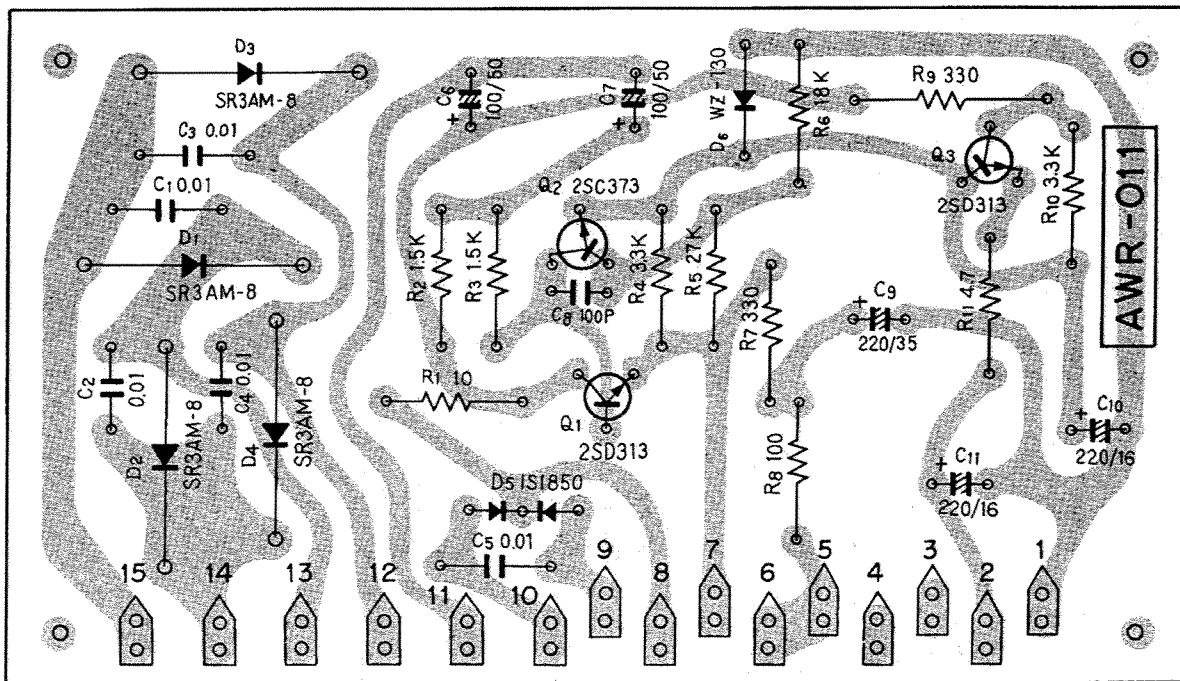 D3
SR3AM-8
C3 0.01
C1 0.01
D1
SR3AM-8
C2
0.01
C4 0.01
D2
SR3AM-8
D4
SR3AM-8
C6
100/50
+
C7
100/50
+
D6 WZ-130
R6 18K
R9 330
Q3
2SD313
R10 3.3K
AWR-011
Q2 2SC373
R2 1.5K
R3 1.5K
C8 100P
R4 3.3K
R5 27K
R7 330
+ C9
220/35
R11 4.7
R1 10
Q1
2SD313
R8 100
+ C10
220/16
+ C11
220/16
D5 1S1850
C5 0.01
15
14
13
12
11
10
9
8
7
6
5
4
3
2
1